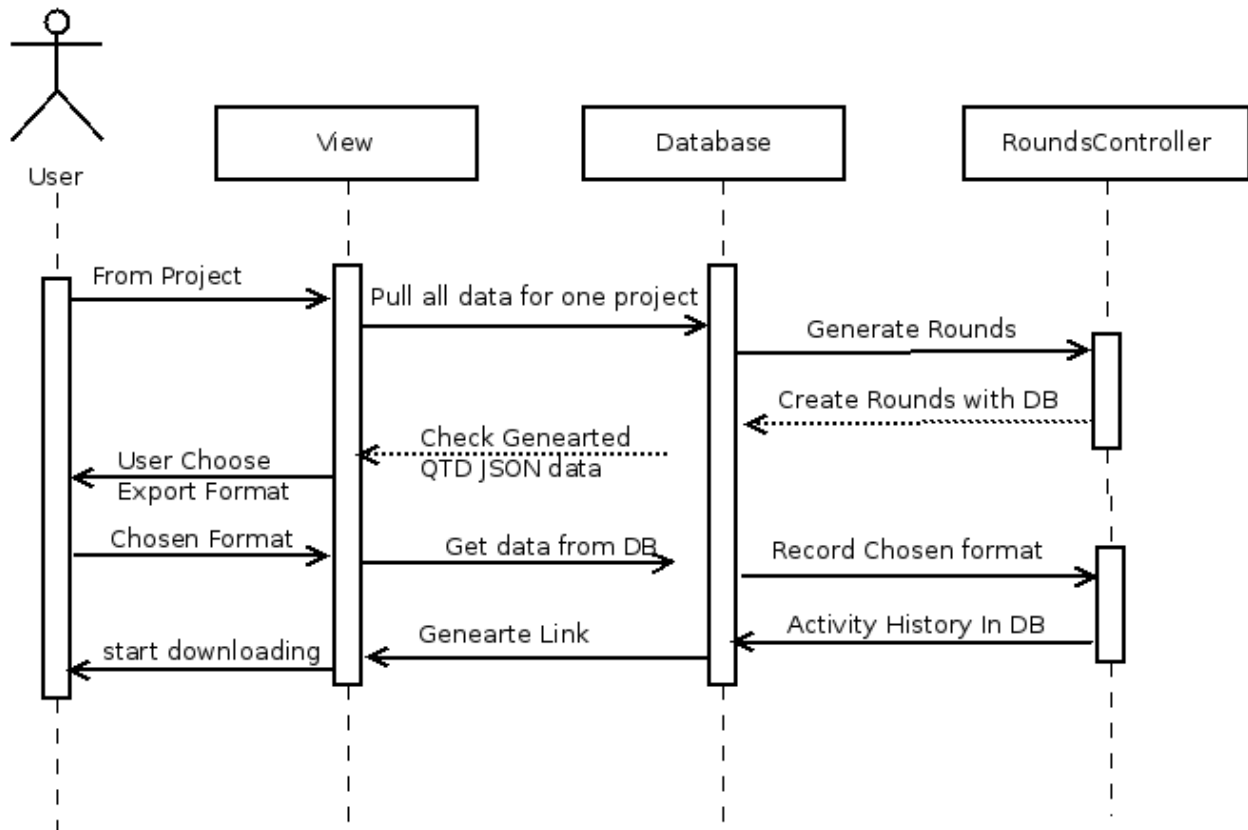 User
View
Database
RoundsController
From Project
Pull all data for one project
Generate Rounds
Create Rounds with DB
Check Genearted
QTD JSON data
User Choose
Export Format
Chosen Format
Get data from DB
Record Chosen format
Activity History In DB
Genearte Link
start downloading